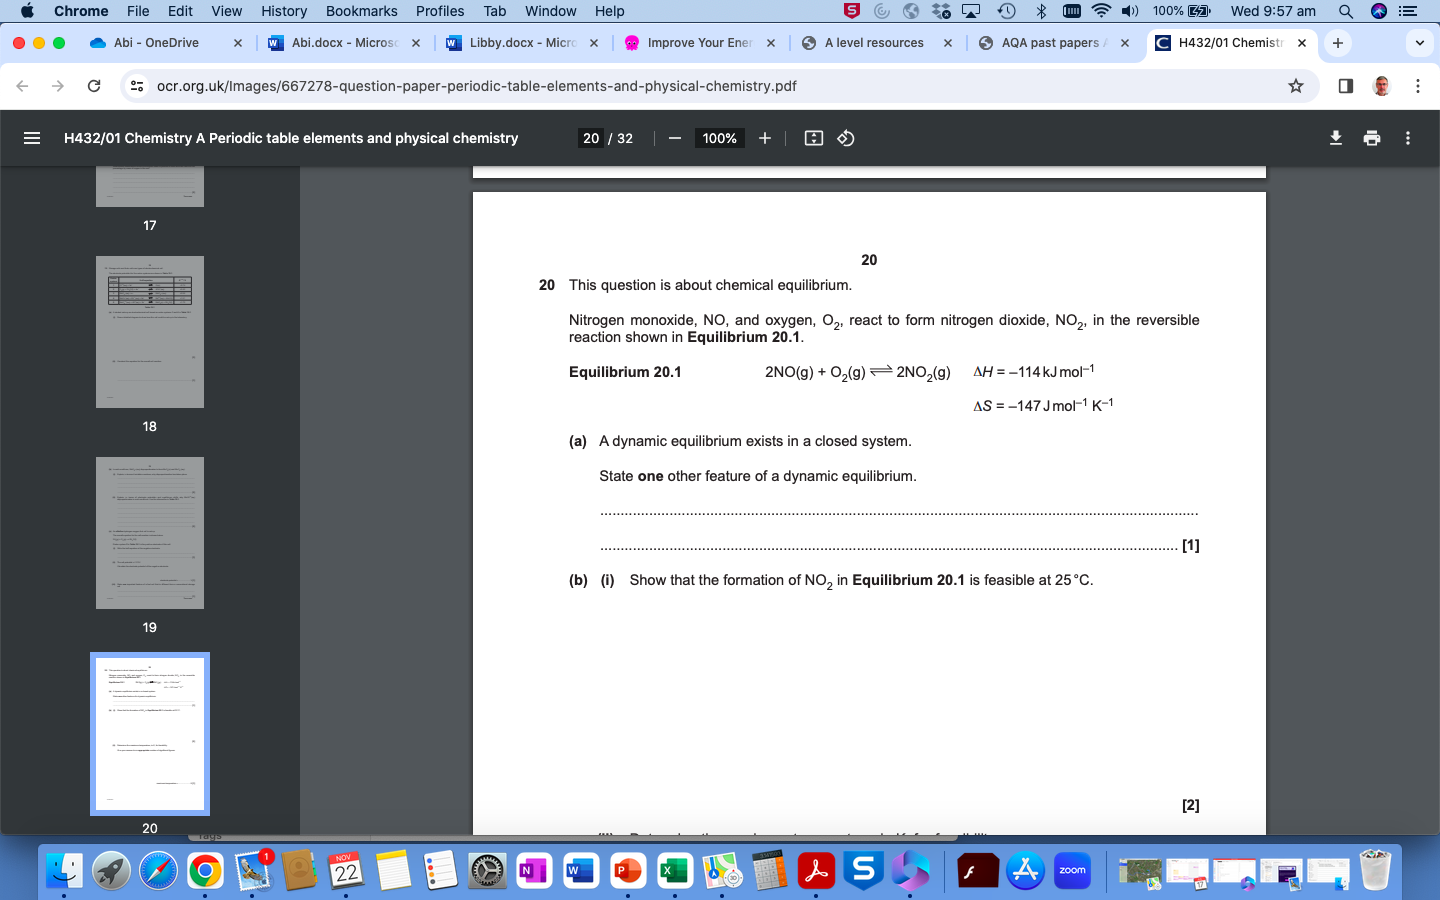 Chrome File Edit View History Bookmarks Profiles Tab Window Help 100% Wed 9:57 am
Abi - OneDrive
Abi.docx - Microsc
Libby.docx - Micro
Improve Your Ener
A level resources
AQA past papers A
H432/01 Chemistr
ocr.org.uk/Images/667278-question-paper-periodic-table-elements-and-physical-chemistry.pdf
H432/01 Chemistry A Periodic table elements and physical chemistry 20 / 32 100%
17
18
19
20
20
20 This question is about chemical equilibrium.
Nitrogen monoxide, NO, and oxygen, O₂, react to form nitrogen dioxide, NO₂, in the reversible
reaction shown in Equilibrium 20.1.
Equilibrium 20.1 2NO(g) + O₂(g) ⇌ 2NO₂(g) ΔH = –114 kJ mol⁻¹
ΔS = –147 J mol⁻¹ K⁻¹
(a) A dynamic equilibrium exists in a closed system.
State one other feature of a dynamic equilibrium.
[1]
(b) (i) Show that the formation of NO₂ in Equilibrium 20.1 is feasible at 25 °C.
[2]
Tags
NOV
22
1
zoom